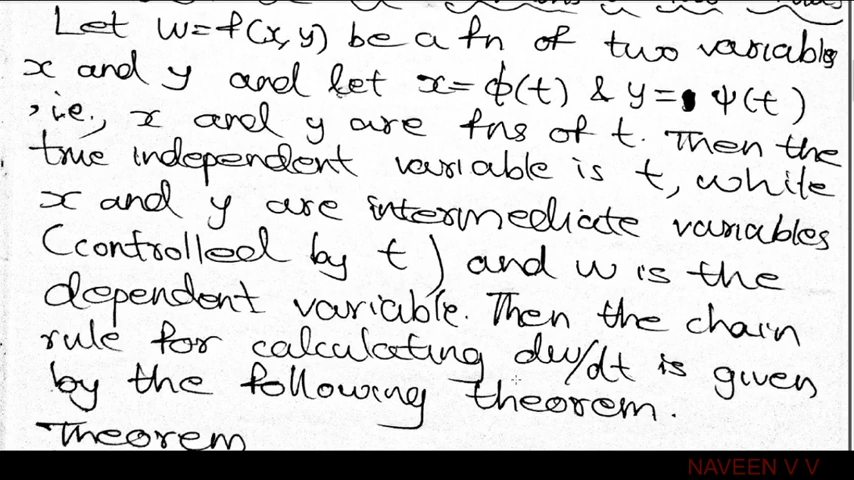 Let w=f(x,y) be a fn of two variables
x and y and let x=ϕ(t) & y= ψ(t)
, i.e., x and y are fns of t. Then the
true independent variable is t, while
x and y are intermediate variables
(controlled by t) and w is the
dependent variable. Then the chain
rule for calculating dw/dt is given
by the following theorem.
Theorem
NAVEEN V V